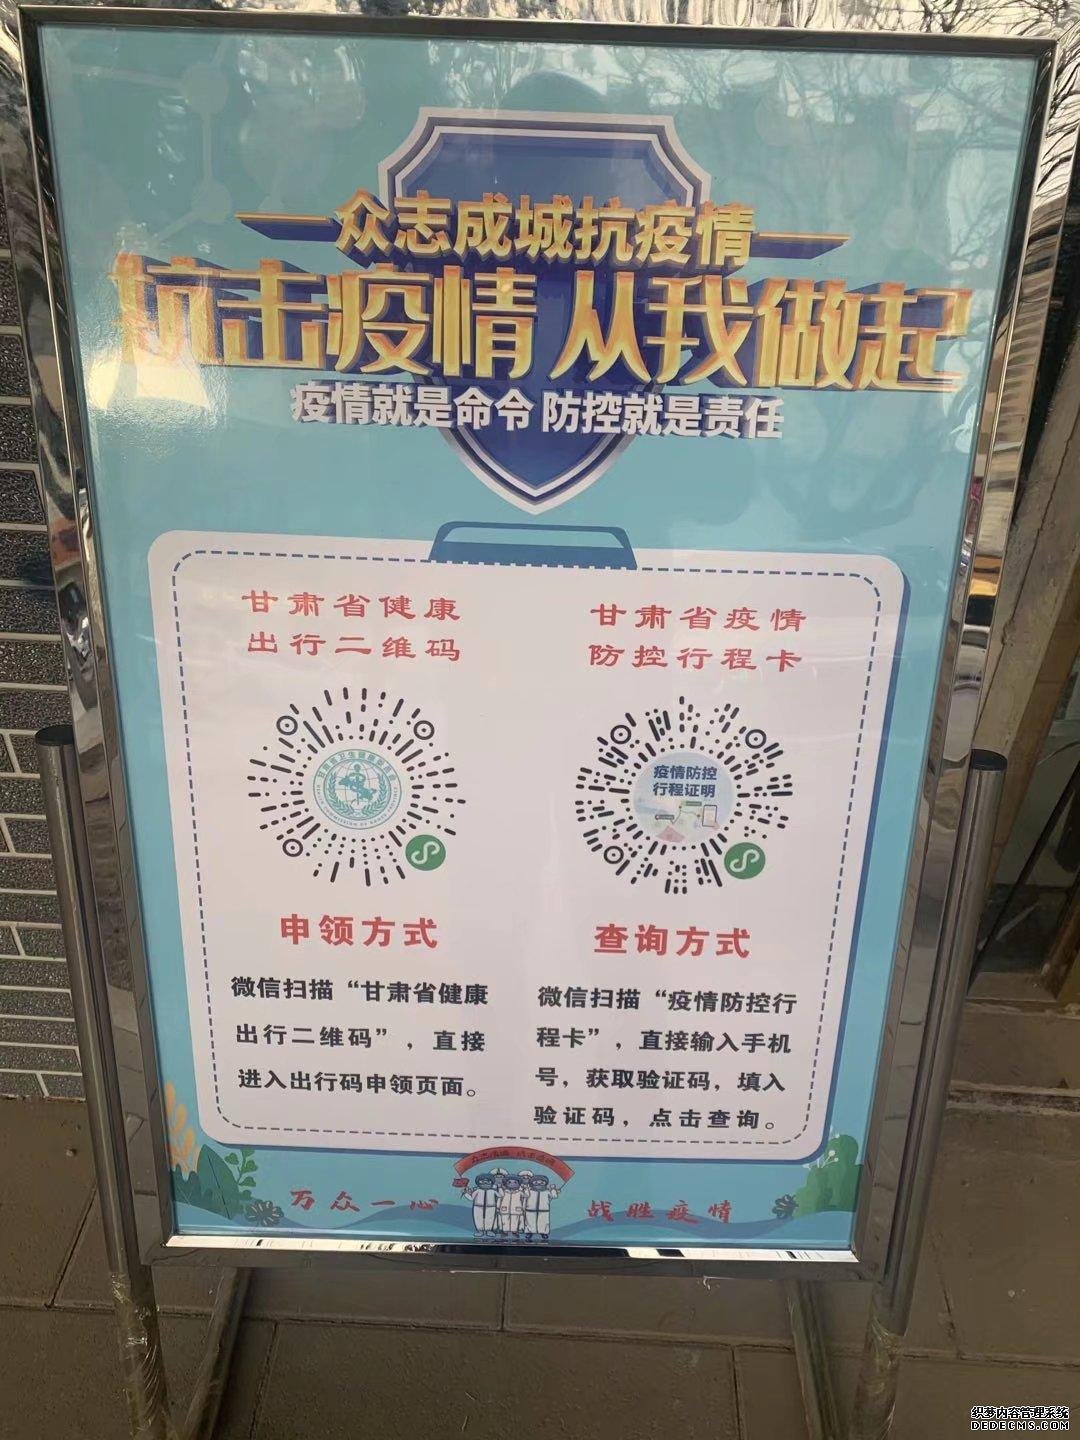 众志成城抗疫情
抗击疫情 从我做起
疫情就是命令 防控就是责任
甘肃省健康
出行二维码
甘肃省疫情
防控行程卡
疫情防控
行程证明
申领方式
微信扫描“甘肃省健康
出行二维码”，直接
进入出行码申领页面。
查询方式
微信扫描“疫情防控行
程卡”，直接输入手机
号，获取验证码，填入
验证码，点击查询。
万众一心
战胜疫情
织梦内容管理系统
DEDECMS.COM